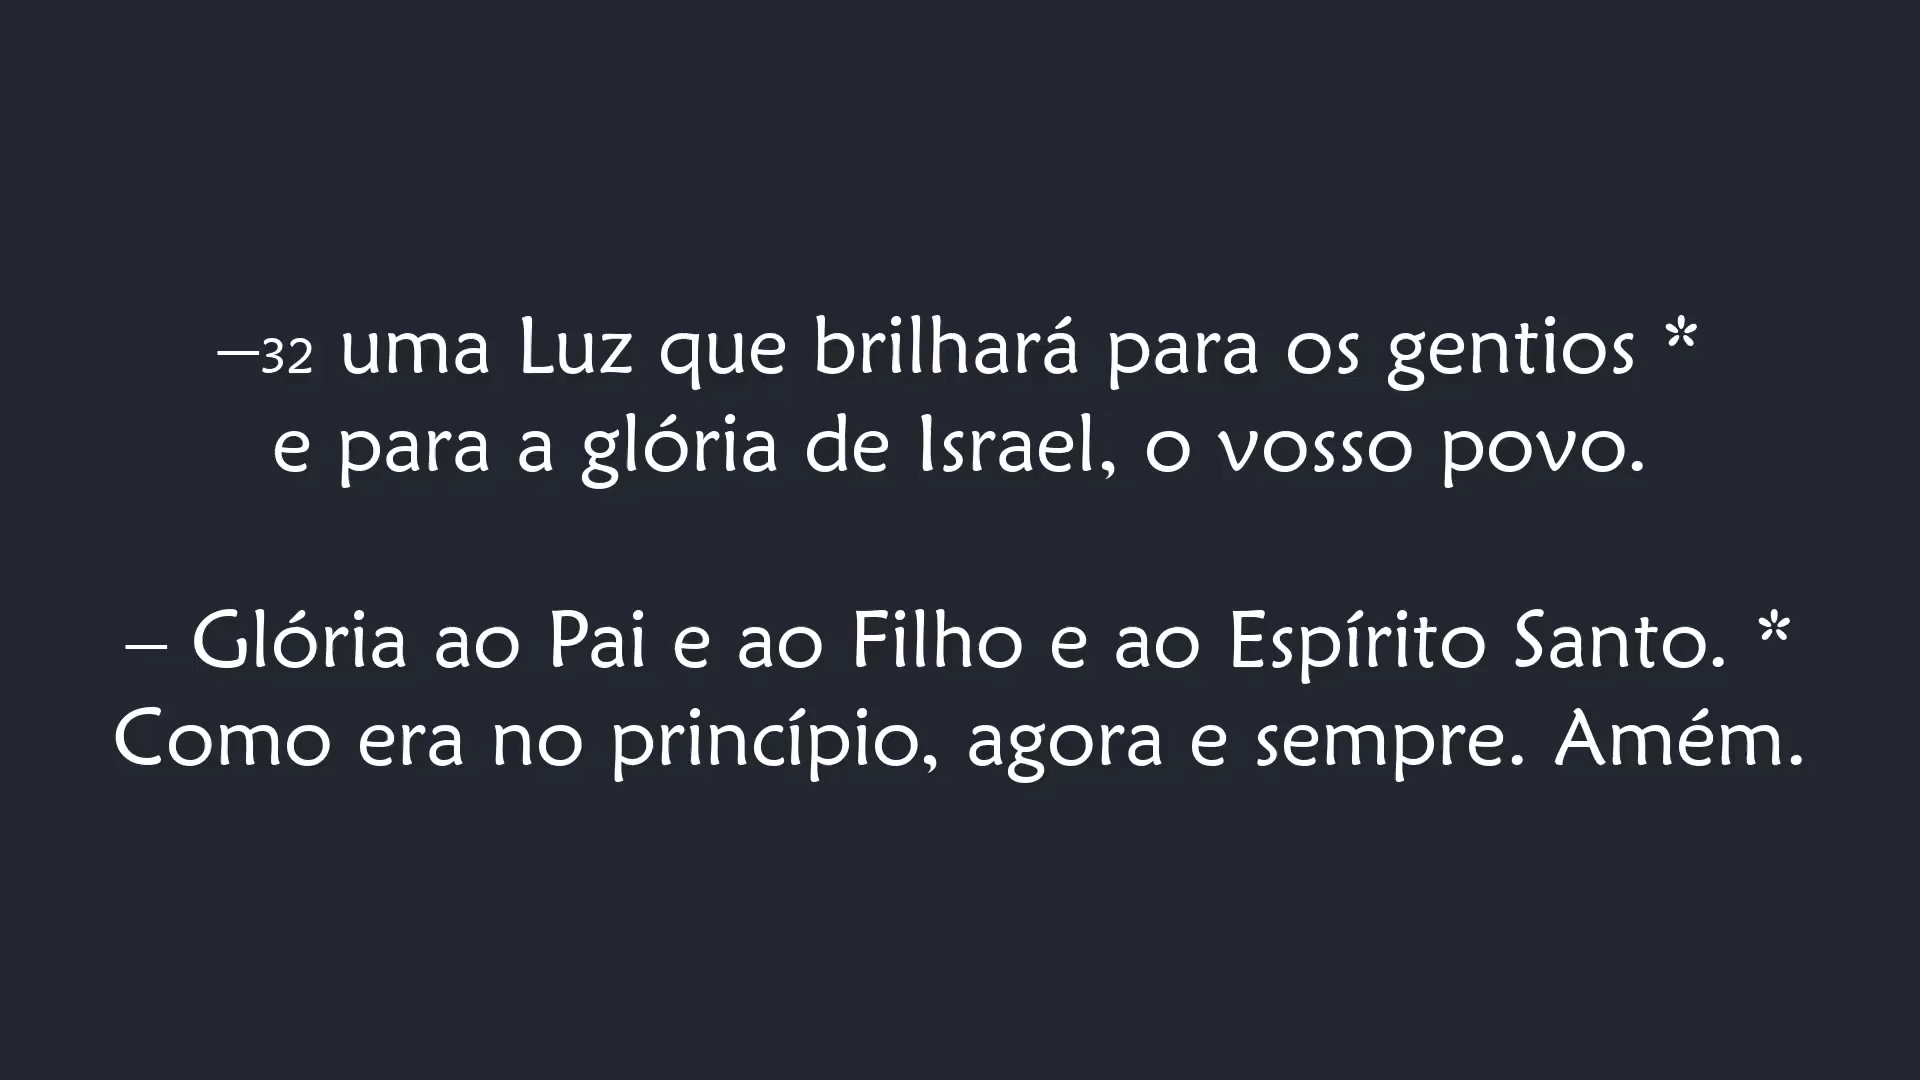 –32 uma Luz que brilhará para os gentios *
e para a glória de Israel, o vosso povo.
– Glória ao Pai e ao Filho e ao Espírito Santo. *
Como era no princípio, agora e sempre. Amém.